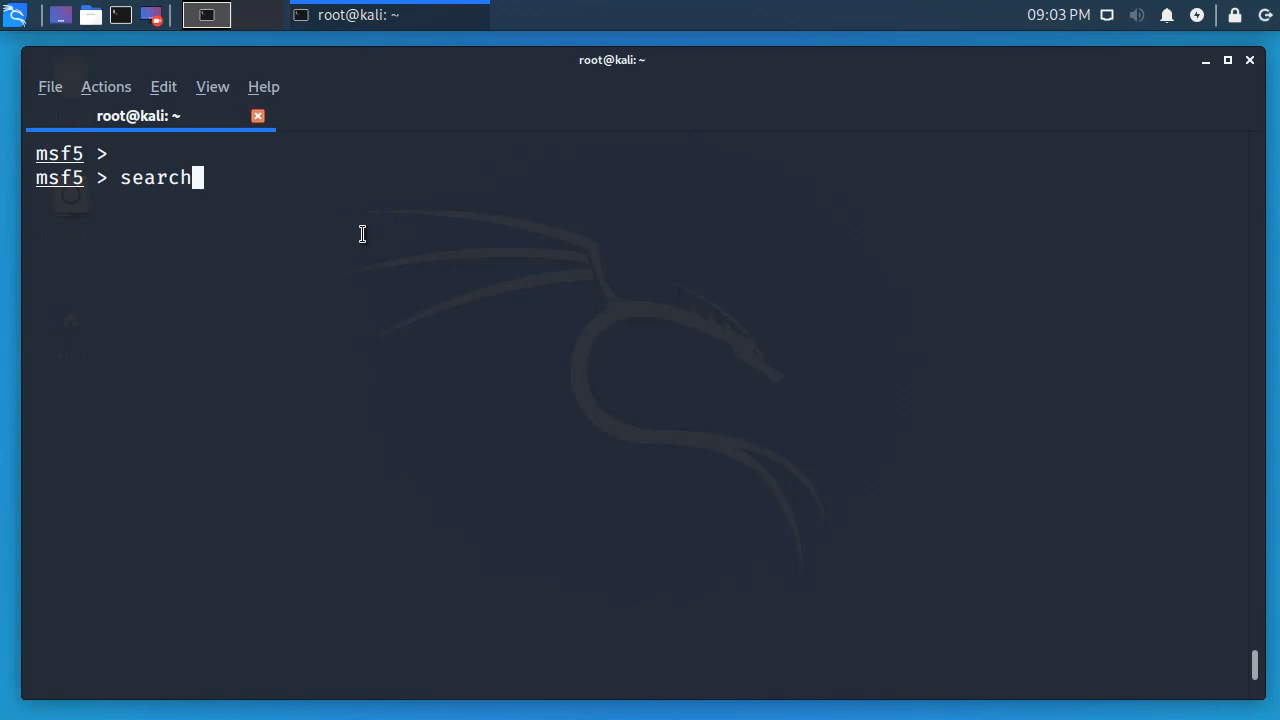 root@kali: ~
09:03 PM
root@kali: ~
File Actions Edit View Help
root@kali: ~
msf5 >
msf5 > search